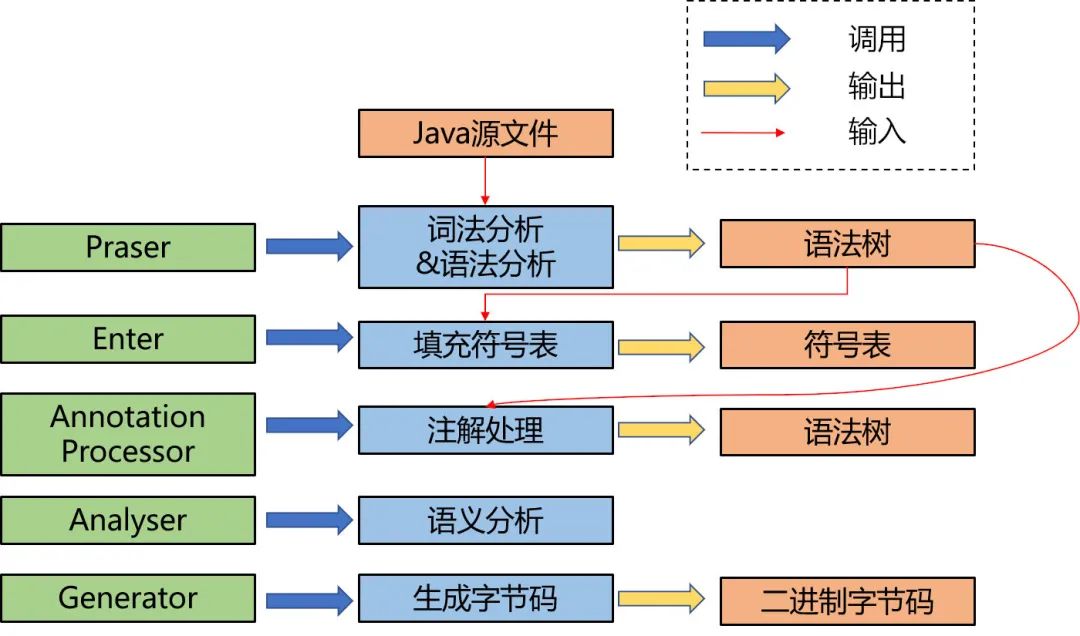 调用
输出
输入
Java源文件
Praser
词法分析
&语法分析
语法树
Enter
填充符号表
符号表
Annotation
Processor
注解处理
语法树
Analyser
语义分析
Generator
生成字节码
二进制字节码